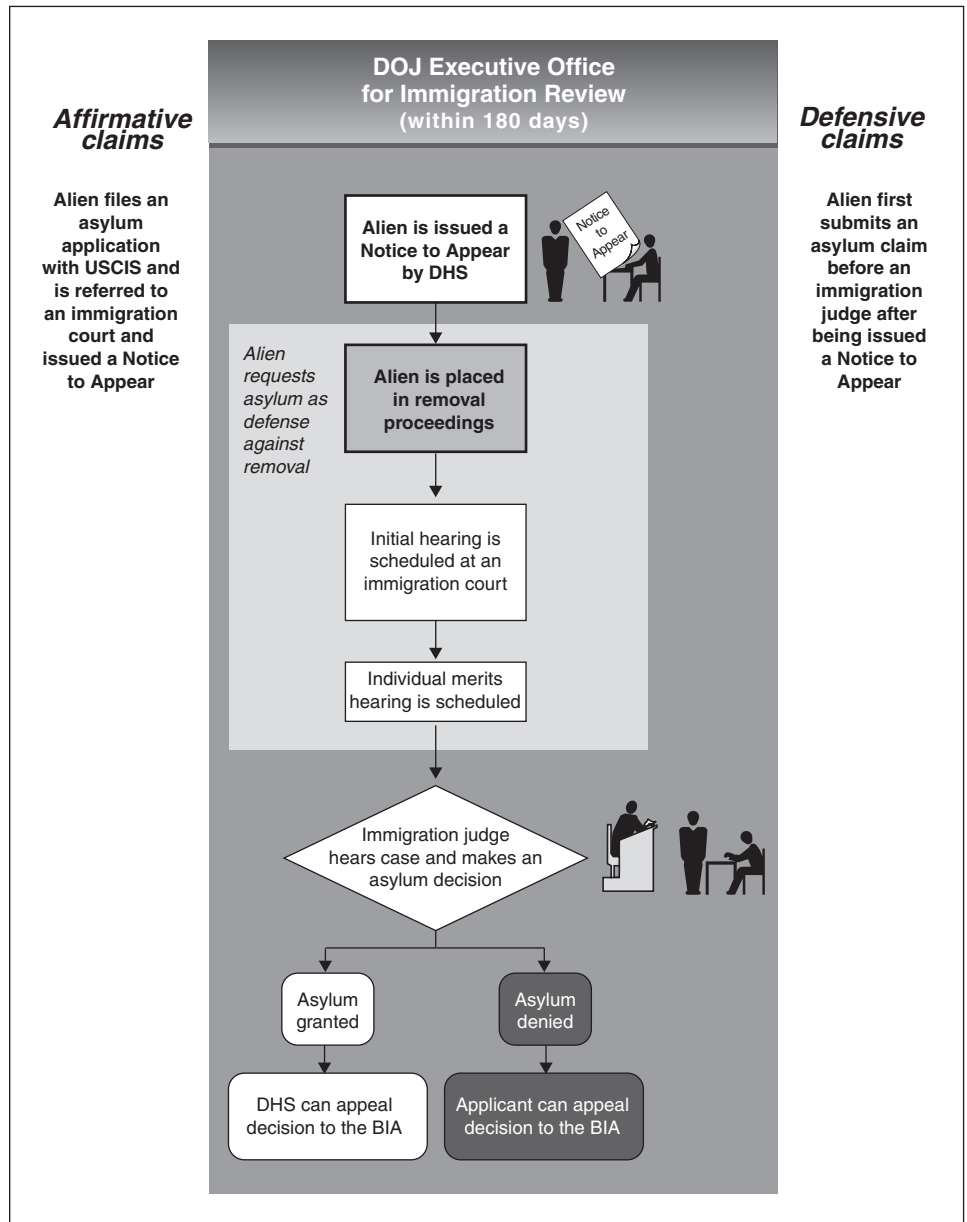 DOJ Executive Office
for Immigration Review
(within 180 days)
Affirmative
claims
Alien files an
asylum
application
with USCIS and
is referred to
an immigration
court and
issued a Notice
to Appear
Defensive
claims
Alien first
submits an
asylum claim
before an
immigration
judge after
being issued
a Notice to
Appear
Alien is issued a
Notice to Appear
by DHS
Notice
to
Appear
Alien
requests
asylum as
defense
against
removal
Alien is placed
in removal
proceedings
Initial hearing is
scheduled at an
immigration court
Individual merits
hearing is scheduled
Immigration judge
hears case and makes an
asylum decision
Asylum
granted
Asylum
denied
DHS can appeal
decision to the BIA
Applicant can appeal
decision to the BIA